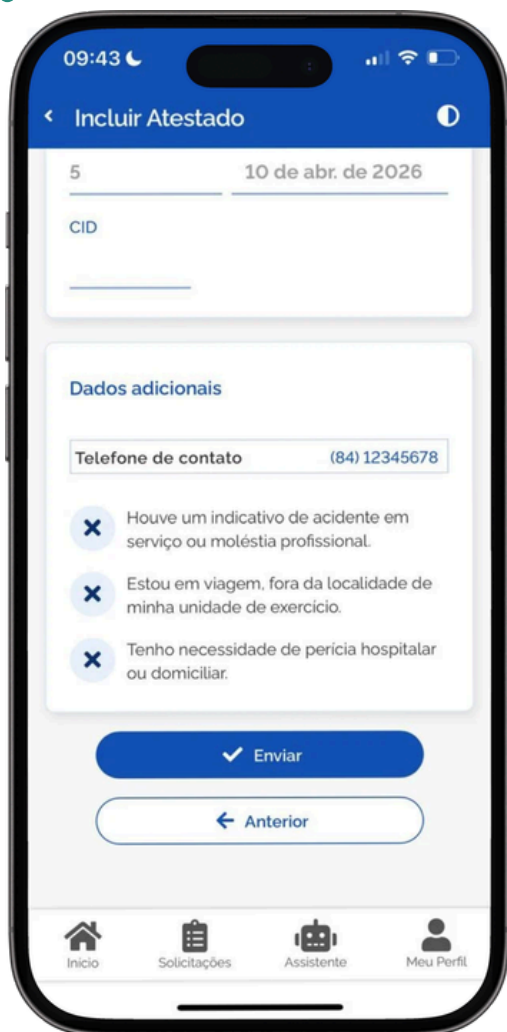 09:43
Incluir Atestado
5 10 de abr. de 2026
CID
Dados adicionais
Telefone de contato (84) 12345678
Houve um indicativo de acidente em
serviço ou moléstia profissional.
Estou em viagem, fora da localidade de
minha unidade de exercício.
Tenho necessidade de perícia hospitalar
ou domiciliar.
Enviar
Anterior
Início Solicitações Assistente Meu Perfil